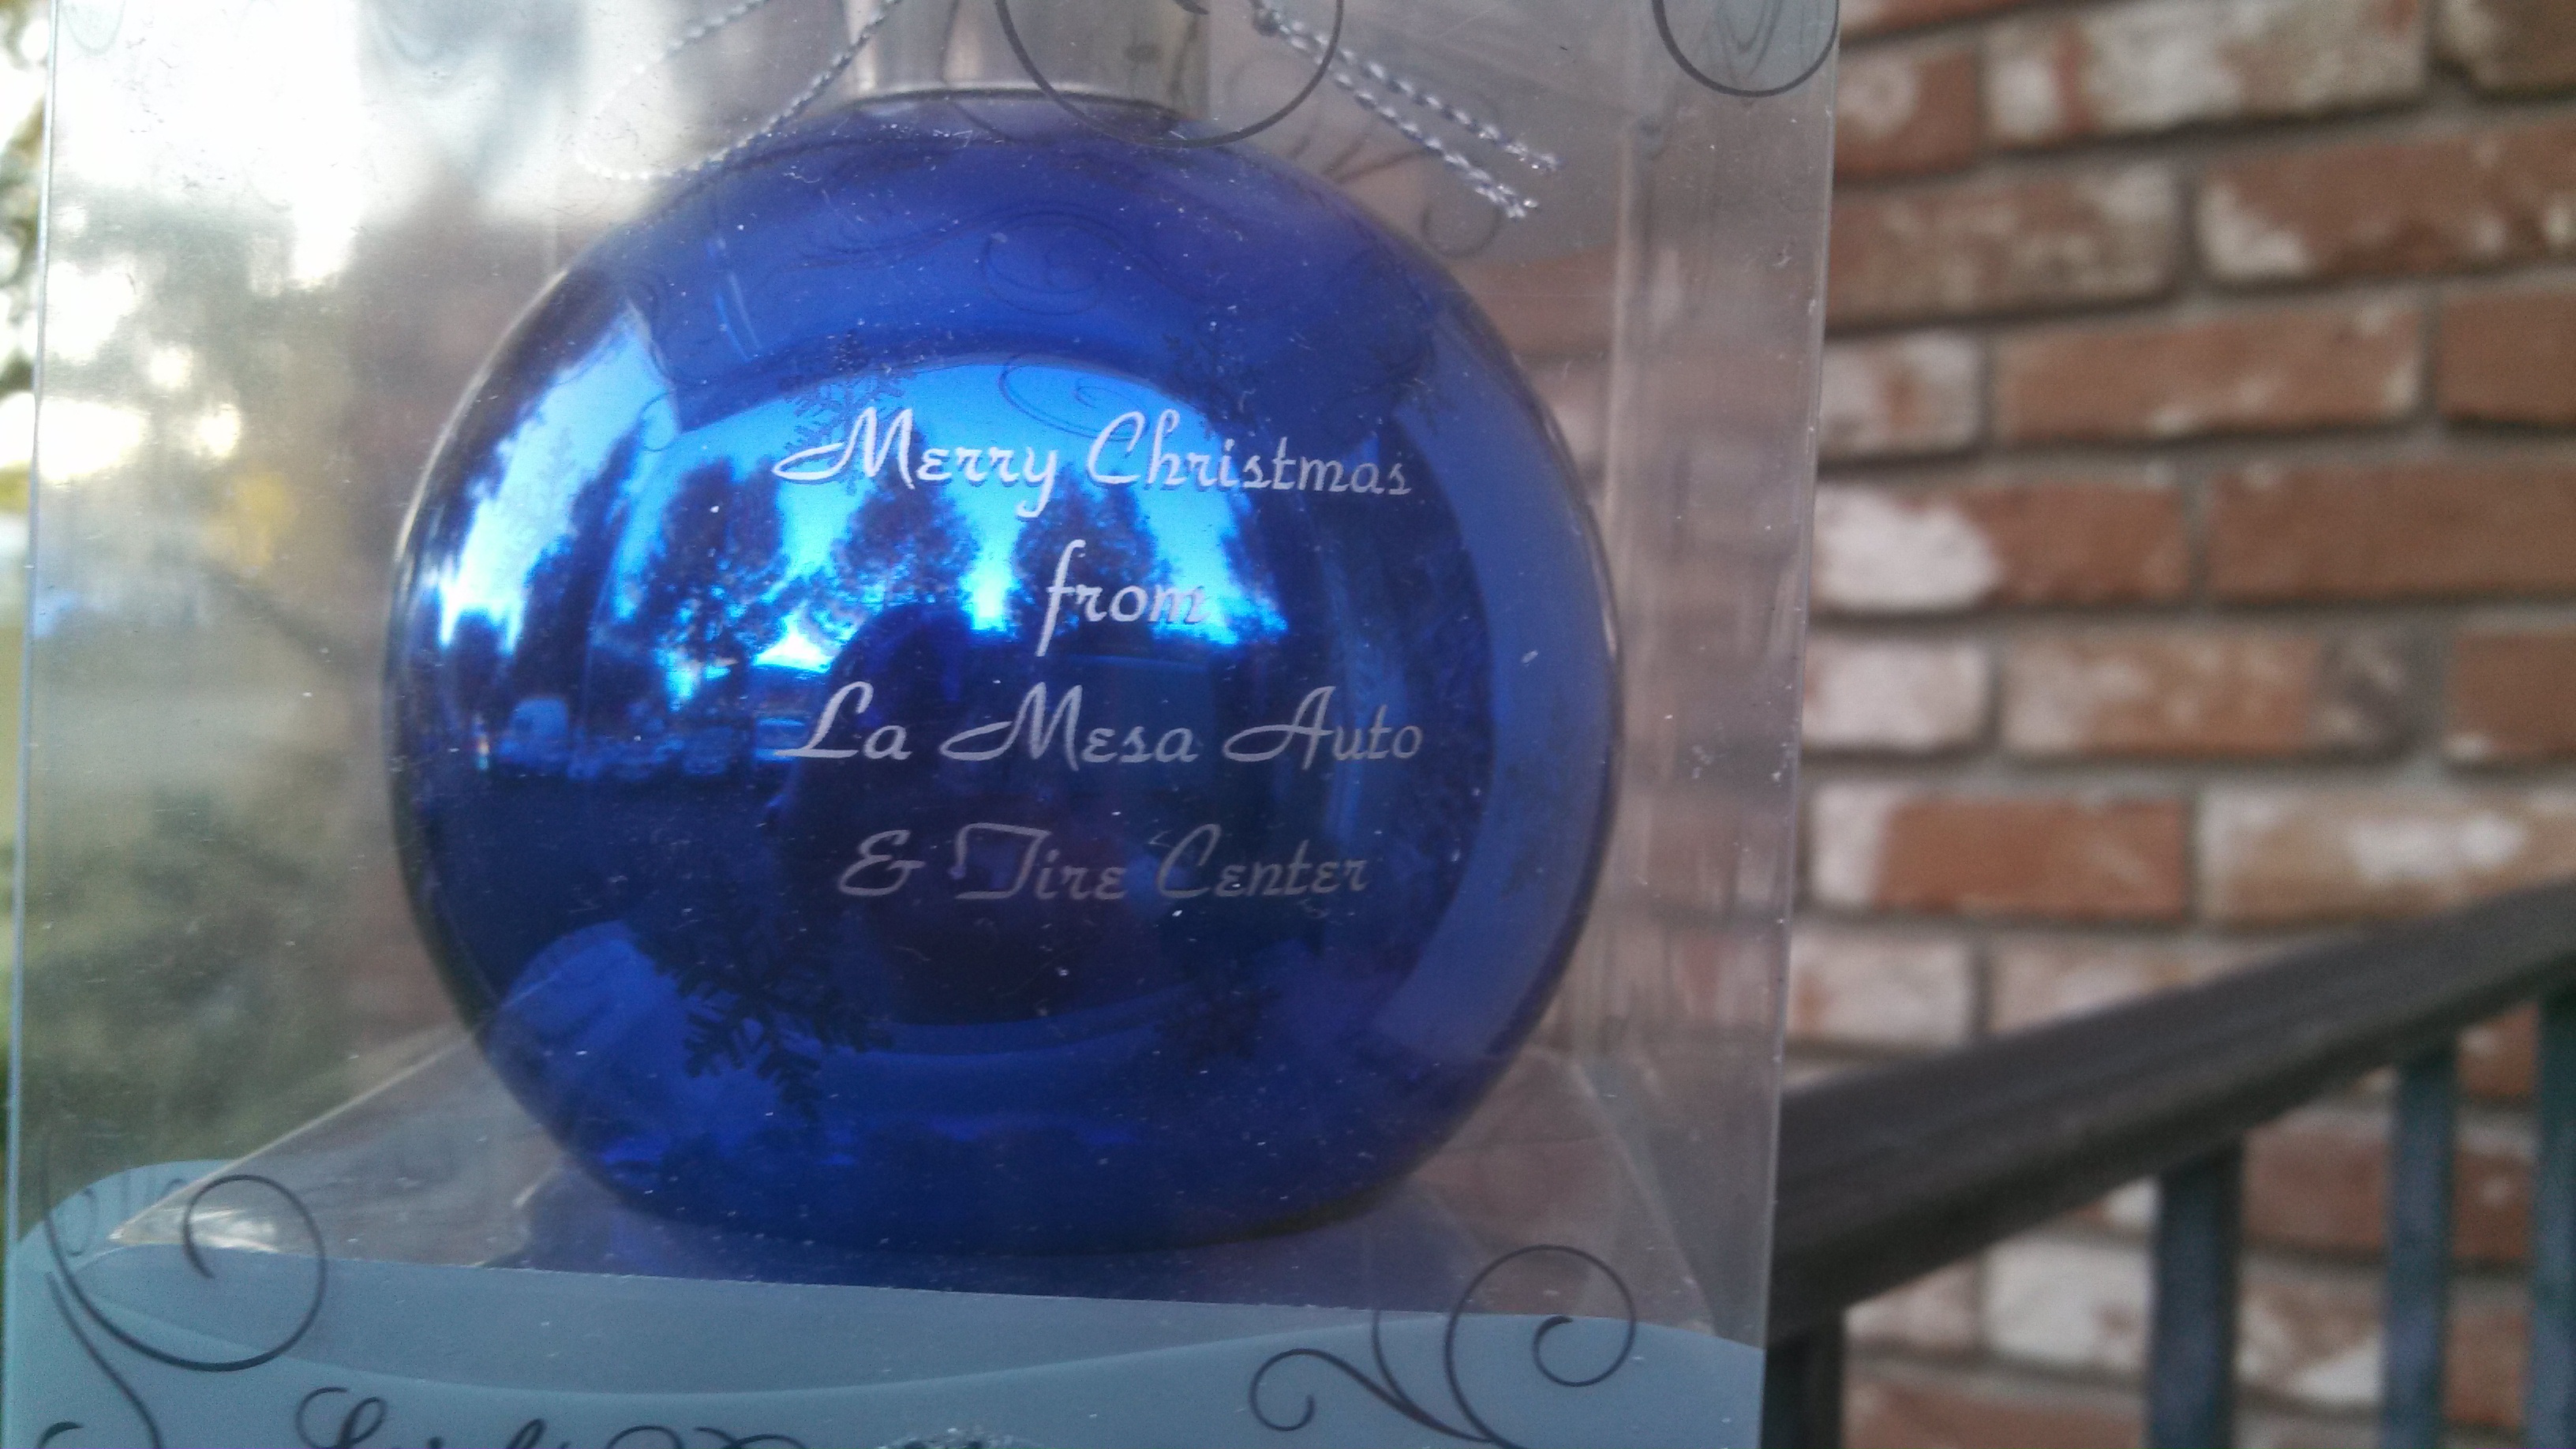 Merry Christmas
from
La Mesa Auto
& Tire Center